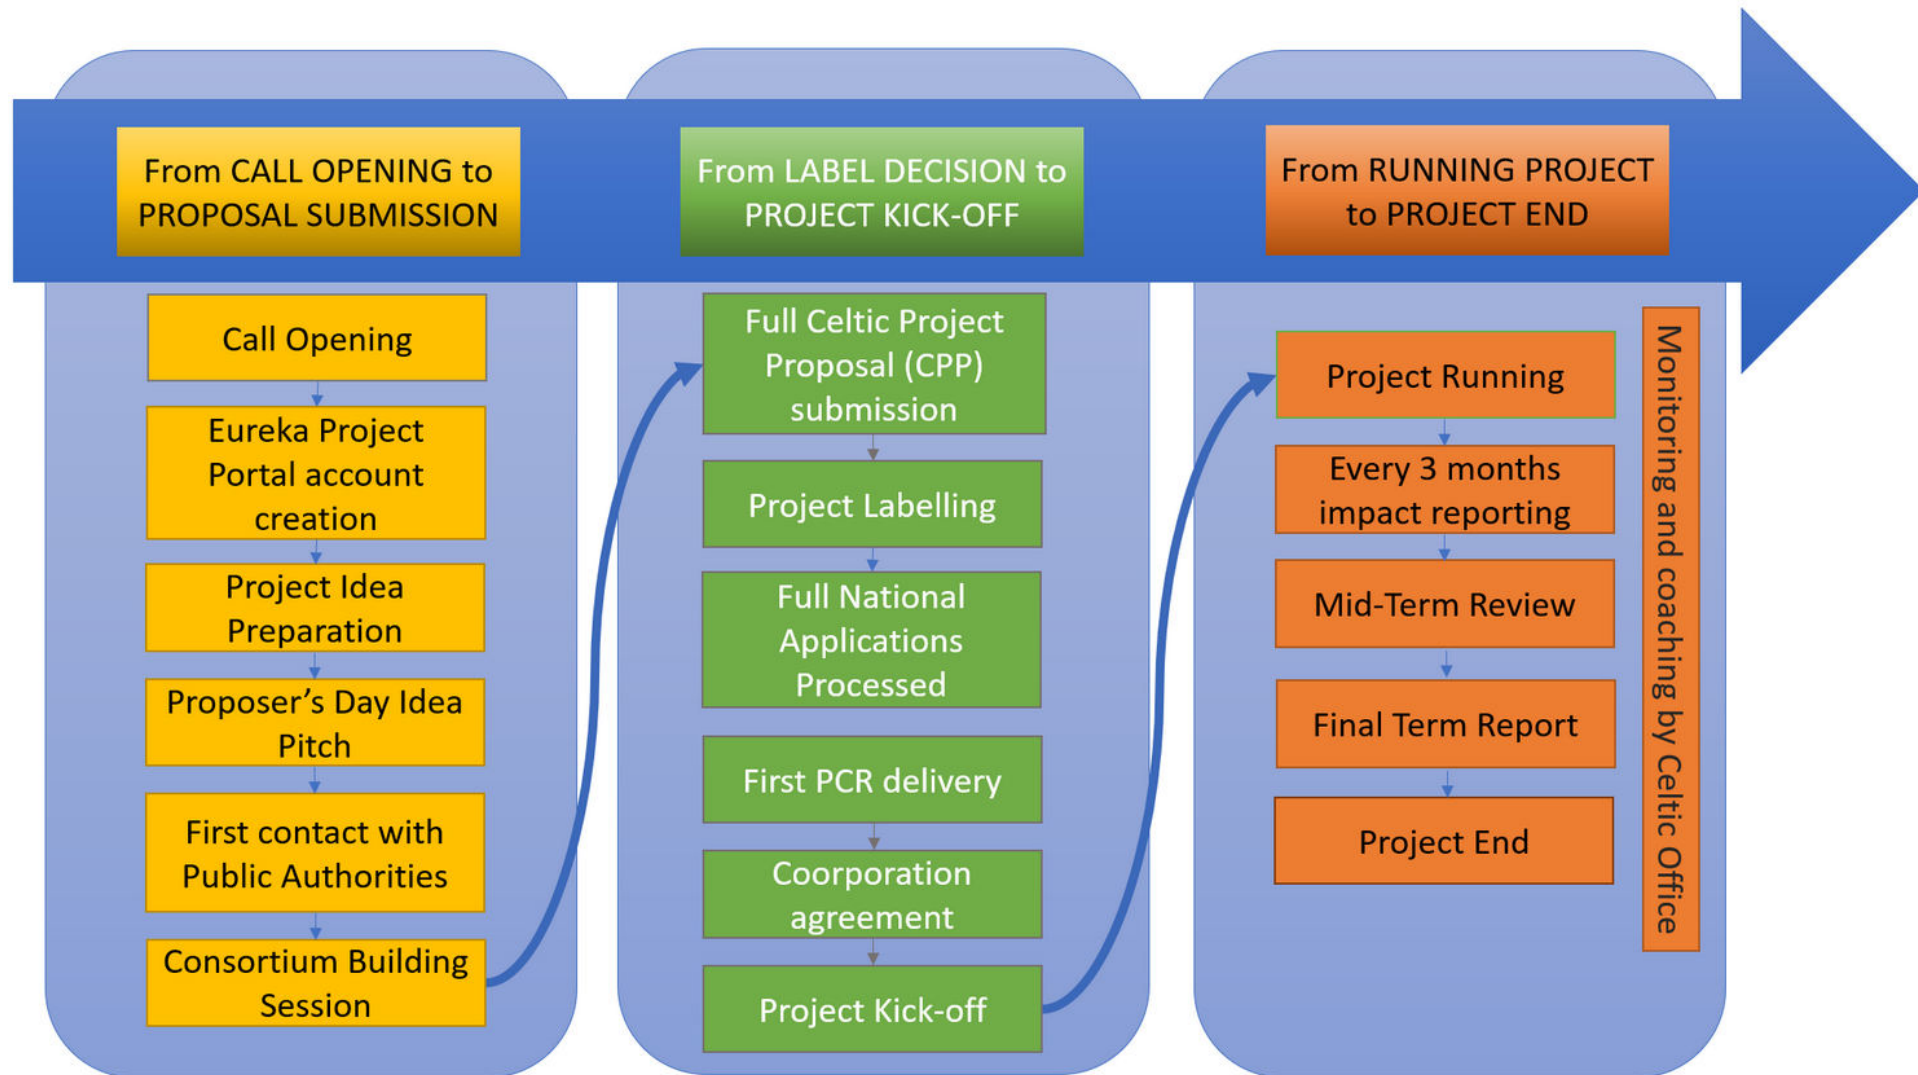 From CALL OPENING to
PROPOSAL SUBMISSION
From LABEL DECISION to
PROJECT KICK-OFF
From RUNNING PROJECT
to PROJECT END
Call Opening
Eureka Project
Portal account
creation
Project Idea
Preparation
Proposer's Day Idea
Pitch
First contact with
Public Authorities
Consortium Building
Session
Full Celtic Project
Proposal (CPP)
submission
Project Labelling
Full National
Applications
Processed
First PCR delivery
Coorporation
agreement
Project Kick-off
Project Running
Every 3 months
impact reporting
Mid-Term Review
Final Term Report
Project End
Monitoring and coaching by Celtic Office